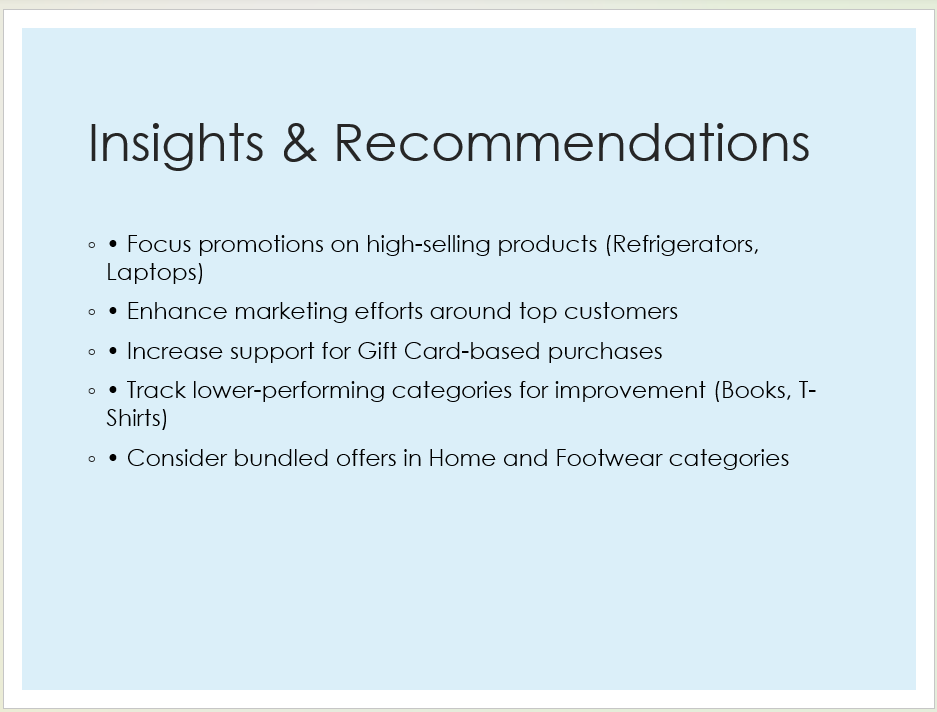 Insights & Recommendations
◦ • Focus promotions on high-selling products (Refrigerators,
Laptops)
◦ • Enhance marketing efforts around top customers
◦ • Increase support for Gift Card-based purchases
◦ • Track lower-performing categories for improvement (Books, T-
Shirts)
◦ • Consider bundled offers in Home and Footwear categories